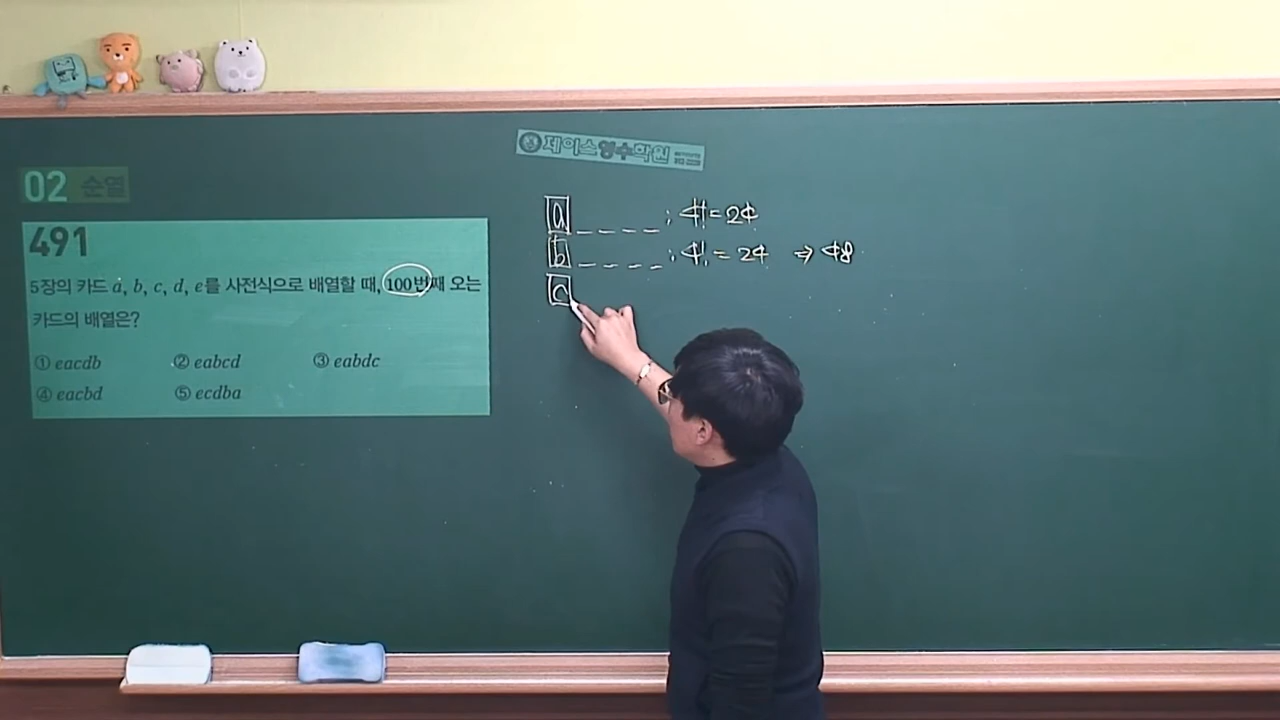 제이스영수학원
02 순열
491
5장의 카드 a, b, c, d, e를 사전식으로 배열할 때, 100번째 오는
카드의 배열은?
① eacdb ② eabcd ③ eabdc
④ eacbd ⑤ ecdba
a _ _ _ _ : 4! = 24
b _ _ _ _ : 4! = 24 ⇒ 48
c